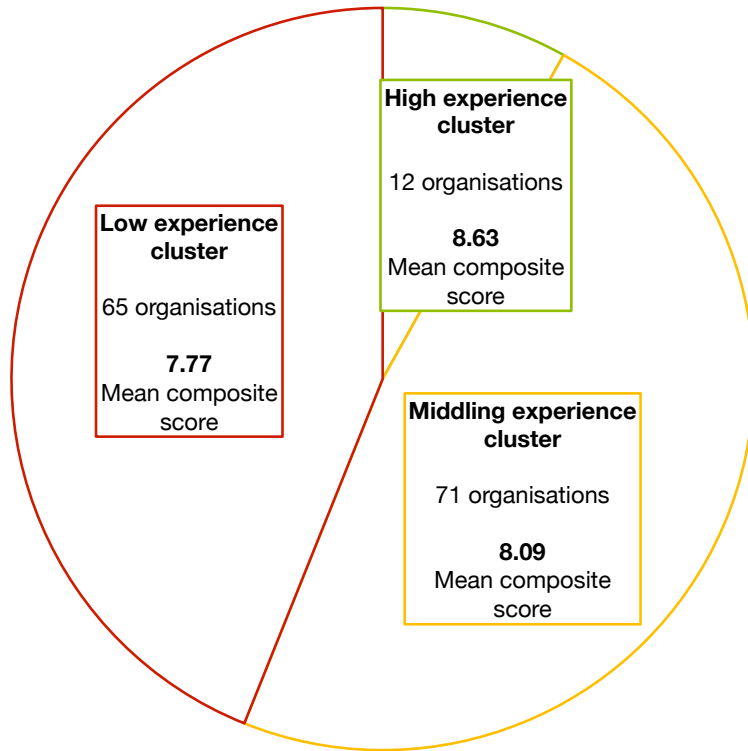 High experience
cluster
12 organisations
8.63
Mean composite
score
Low experience
cluster
65 organisations
7.77
Mean composite
score
Middling experience
cluster
71 organisations
8.09
Mean composite
score